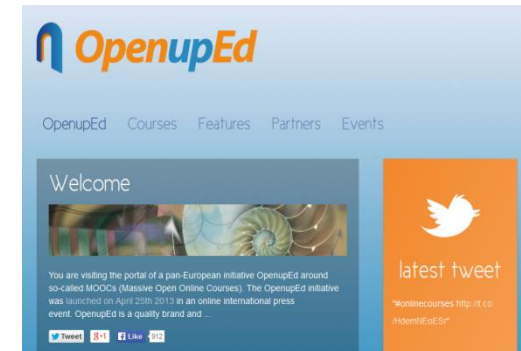 OpenupEd
OpenupEd Courses Features Partners Events
Welcome
You are visiting the portal of a pan-European initiative OpenupEd around
so-called MOOCs (Massive Open Online Courses). The OpenupEd initiative
was launched on April 25th 2013 in an online international press
event. OpenupEd is a quality brand and ...
Tweet +1 Like 912
latest tweet
"#onlinecourses http://t.co
/HdemNEoESr"